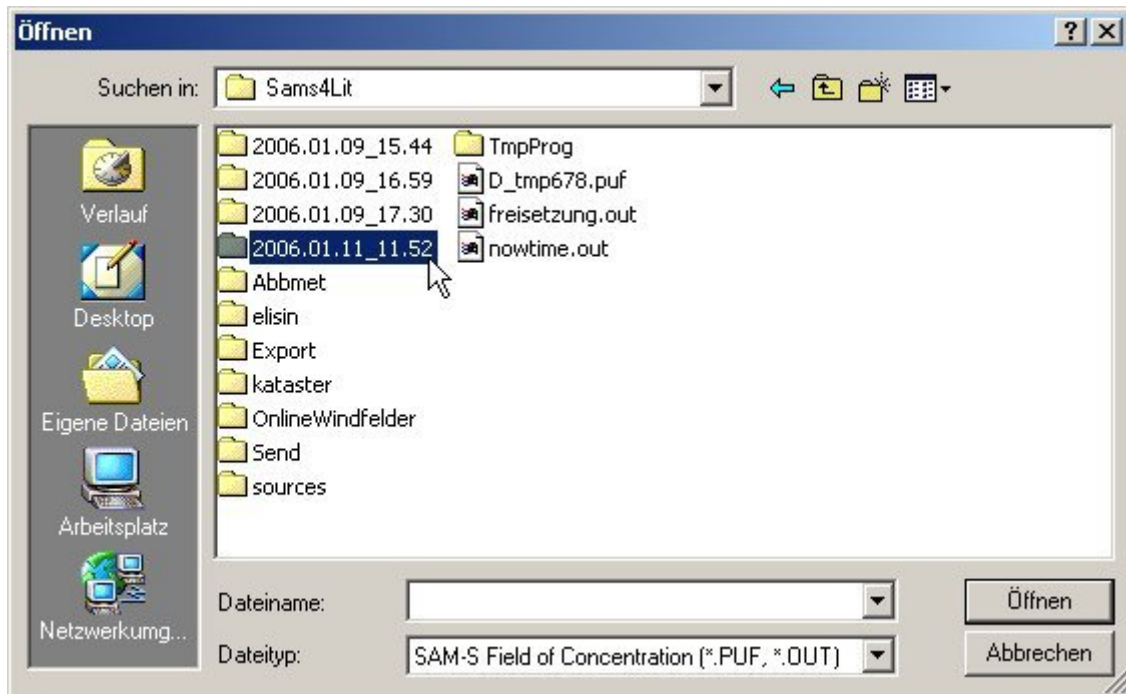 Öffnen
Suchen in: Sams4Lit
Verlauf
Desktop
Eigene Dateien
Arbeitsplatz
Netzwerkumg...
2006.01.09_15.44
2006.01.09_16.59
2006.01.09_17.30
2006.01.11_11.52
Abbmet
elisin
Export
kataster
OnlineWindfelder
Send
sources
TmpProg
D_tmp678.puf
freisetzung.out
nowtime.out
Dateiname:
Öffnen
Dateityp: SAM-S Field of Concentration (*.PUF, *.OUT)
Abbrechen